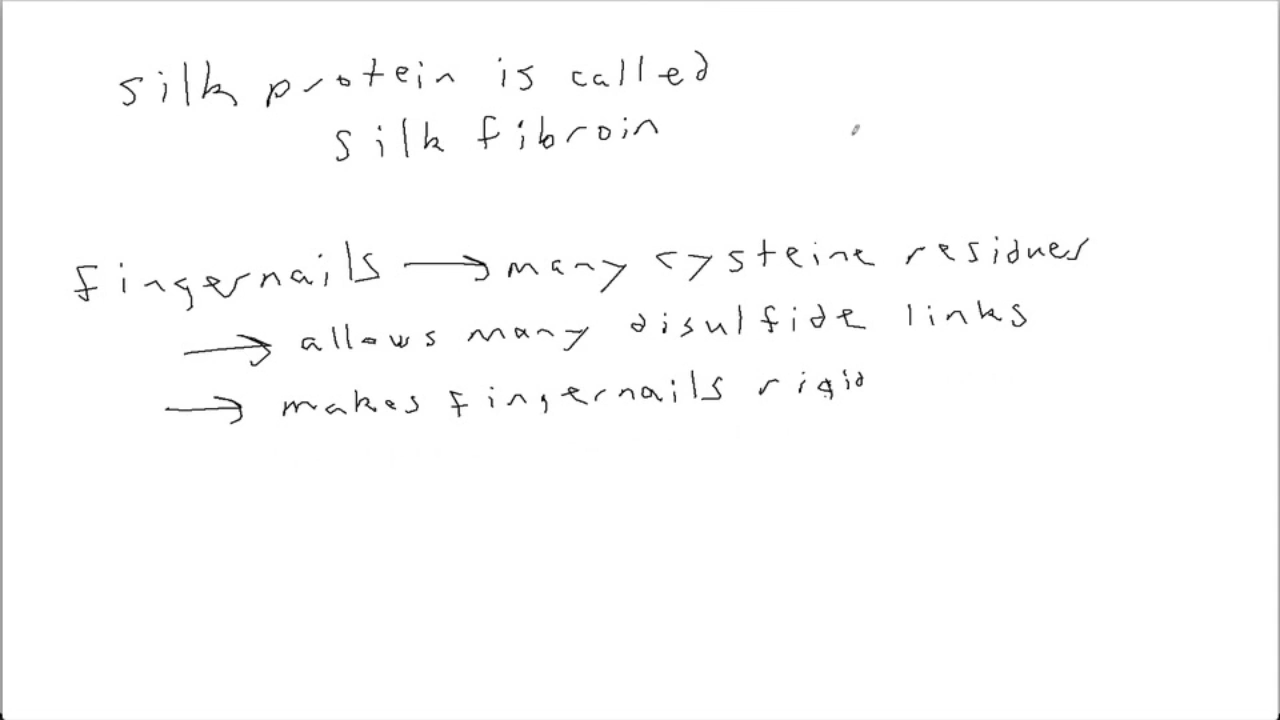 silk protein is called
silk fibroin
fingernails → many cysteine residues
→ allows many disulfide links
→ makes fingernails rigid